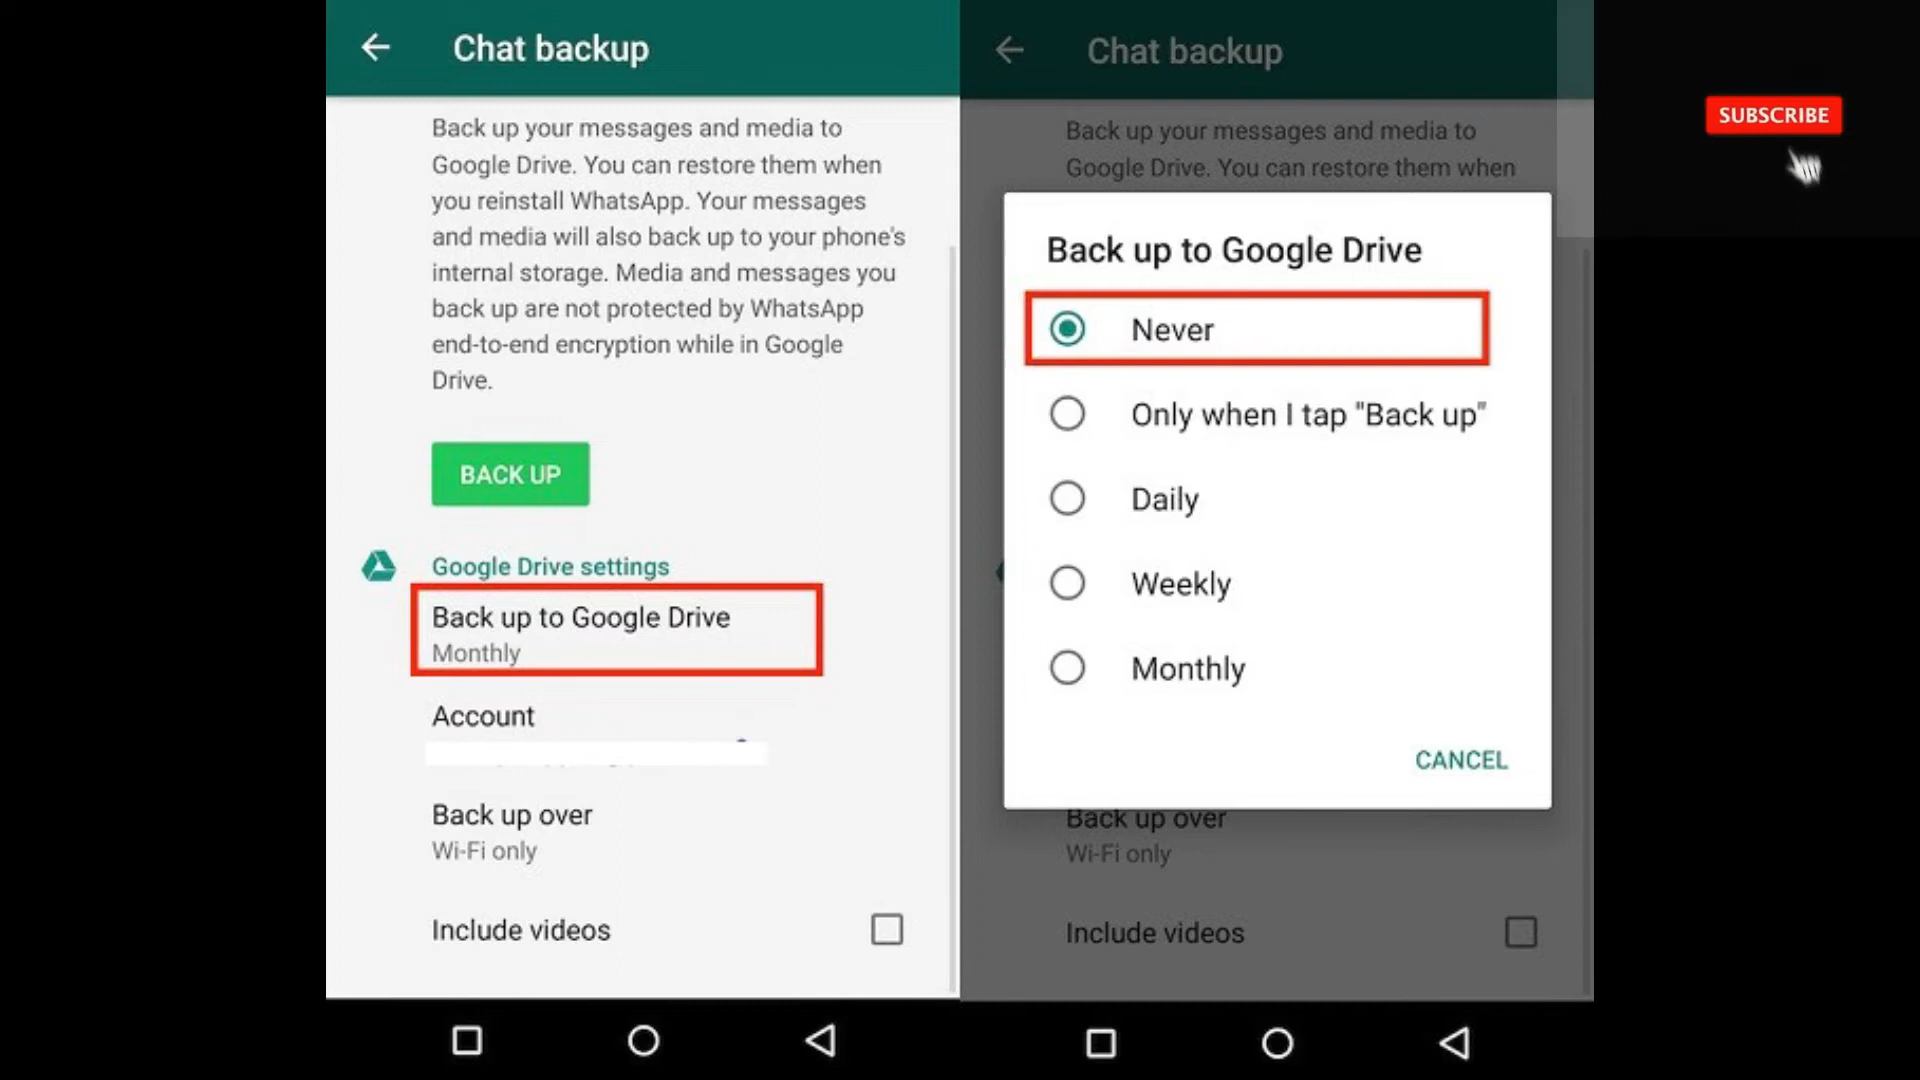 Chat backup
Back up your messages and media to
Google Drive. You can restore them when
you reinstall WhatsApp. Your messages
and media will also back up to your phone's
internal storage. Media and messages you
back up are not protected by WhatsApp
end-to-end encryption while in Google
Drive.
BACK UP
Google Drive settings
Back up to Google Drive
Monthly
Account
Back up over
Wi-Fi only
Include videos
Chat backup
Back up your messages and media to
Google Drive. You can restore them when
Back up to Google Drive
Never
Only when I tap "Back up"
Daily
Weekly
Monthly
CANCEL
Back up over
Wi-Fi only
Include videos
SUBSCRIBE